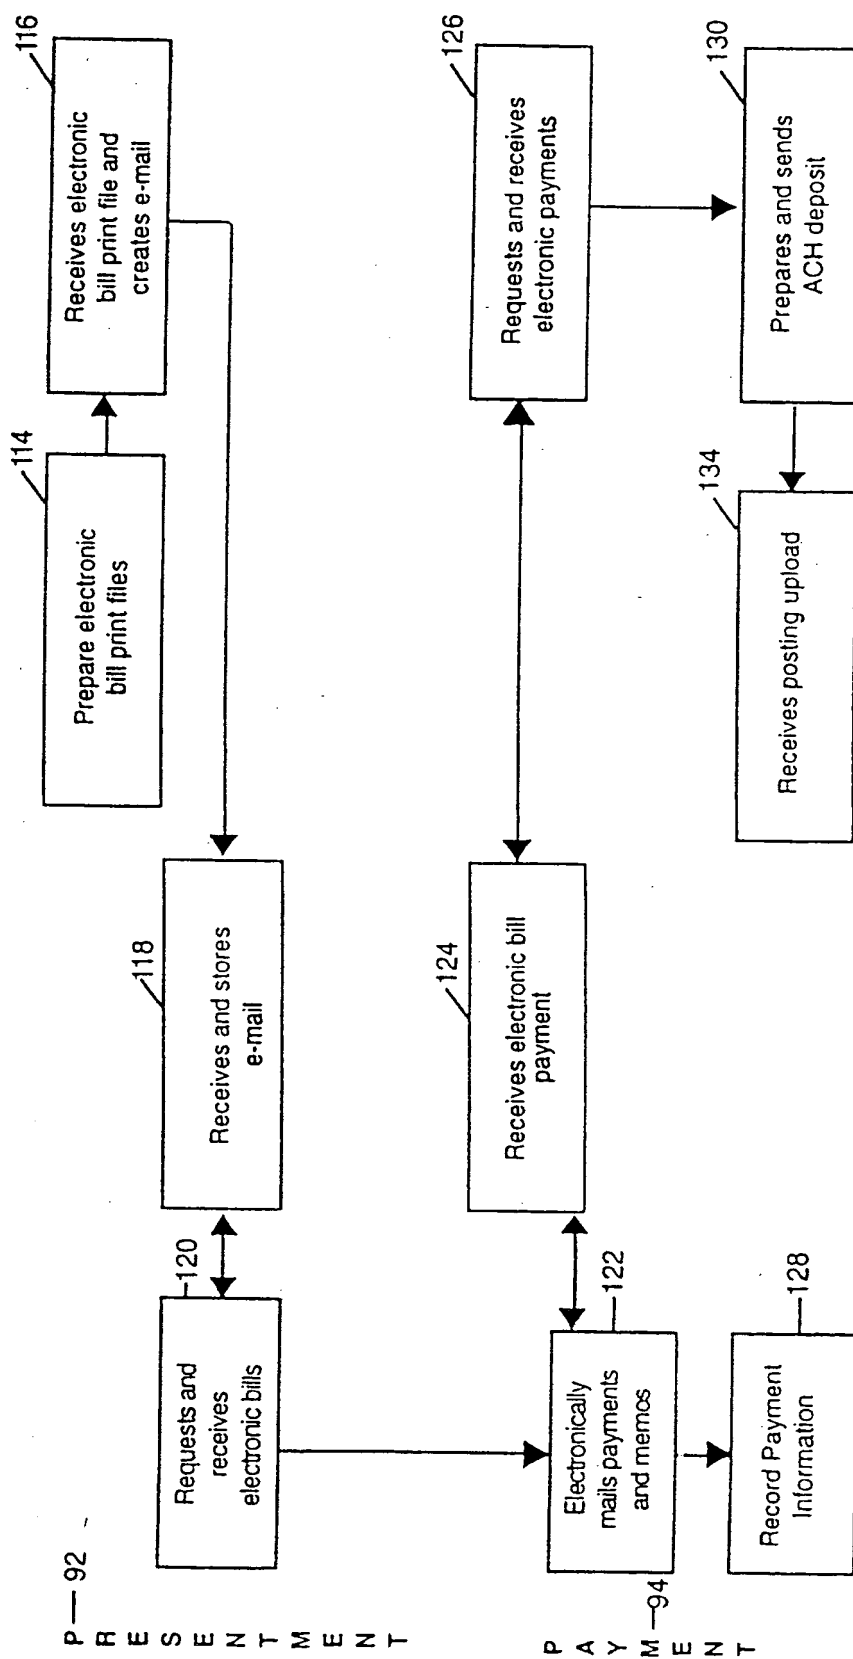 P — 92
R
E
S
E
N
T
M
E
N
T
114
Prepare electronic
bill print files
116
Receives electronic
bill print file and
creates e-mail
118
Receives and stores
e-mail
120
Requests and
receives
electronic bills
P
A
Y
M — 94
E
N
T
122
Electronically
mails payments
and memos
124
Receives electronic bill
payment
126
Requests and receives
electronic payments
128
Record Payment
Information
130
Prepares and sends
ACH deposit
134
Receives posting upload